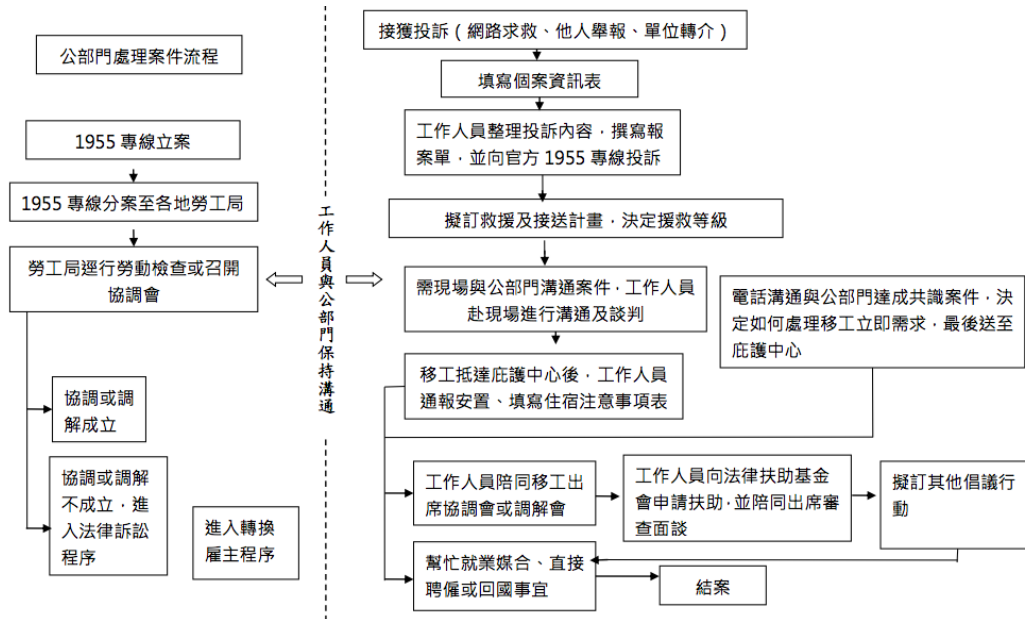 公部門處理案件流程
1955 專線立案
1955 專線分案至各地勞工局
勞工局逕行勞動檢查或召開
協調會
協調或調
解成立
協調或調解
不成立，進
入法律訴訟
程序
進入轉換
雇主程序
工作人員與公部門保持溝通
接獲投訴（網路求救、他人舉報、單位轉介）
填寫個案資訊表
工作人員整理投訴內容，撰寫報
案單，並向官方 1955 專線投訴
擬訂救援及接送計畫，決定援救等級
需現場與公部門溝通案件，工作人員
赴現場進行溝通及談判
電話溝通與公部門達成共識案件，決
定如何處理移工立即需求，最後送至
庇護中心
移工抵達庇護中心後，工作人員
通報安置、填寫住宿注意事項表
工作人員陪同移工出
席協調會或調解會
工作人員向法律扶助基金
會申請扶助，並陪同出席審
查面談
擬訂其他倡議行
動
幫忙就業媒合、直接
聘僱或回國事宜
結案